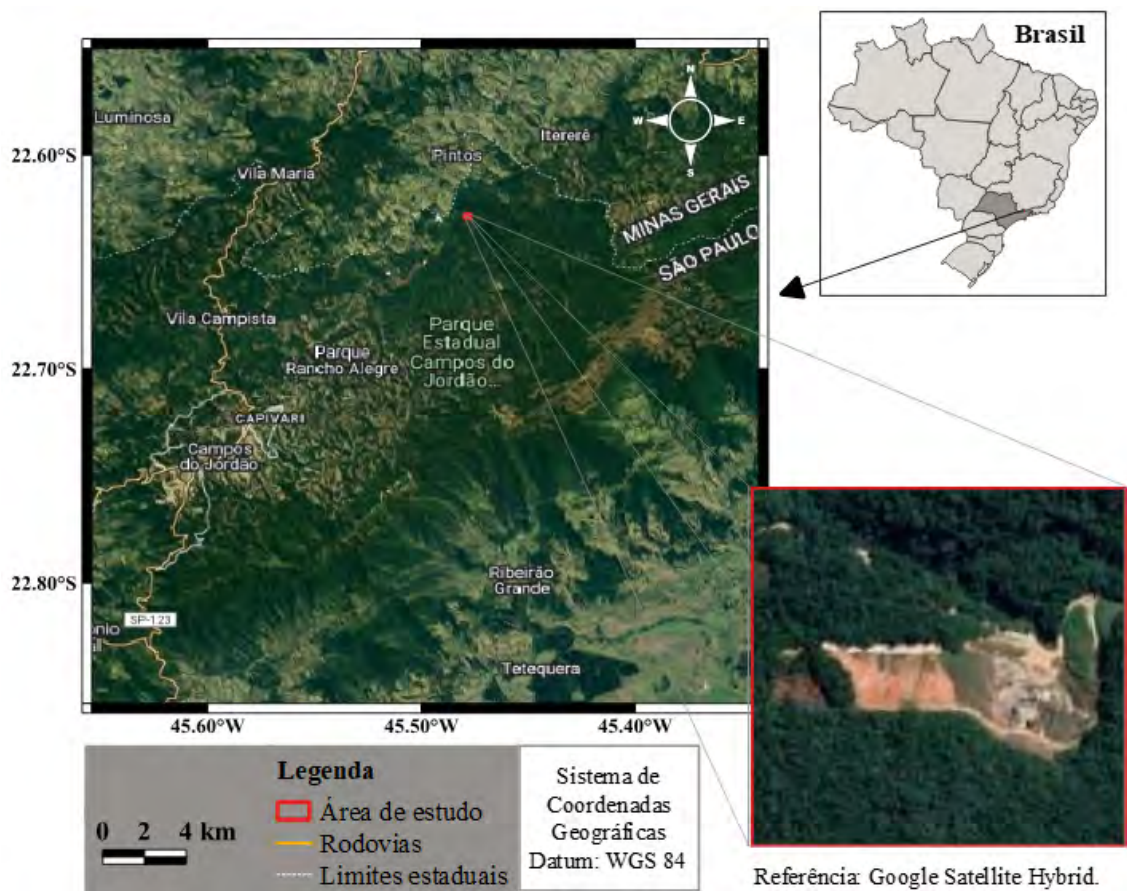 Brasil
N
W E
S
Luminosa
Itererê
22.60°S
Pintos
Vila Maria
MINAS GERAIS
SÃO PAULO
Vila Campista
Parque
Estadual
Campos do
Jordão...
Parque
Rancho Alegre
22.70°S
CAPIVARI
Campos
do Jordão
22.80°S
Ribeirão
Grande
SP-123
Tetequera
45.60°W
45.50°W
45.40°W
Legenda
Área de estudo
Rodovias
Limites estaduais
0 2 4 km
Sistema de
Coordenadas
Geográficas
Datum: WGS 84
Referência: Google Satellite Hybrid.